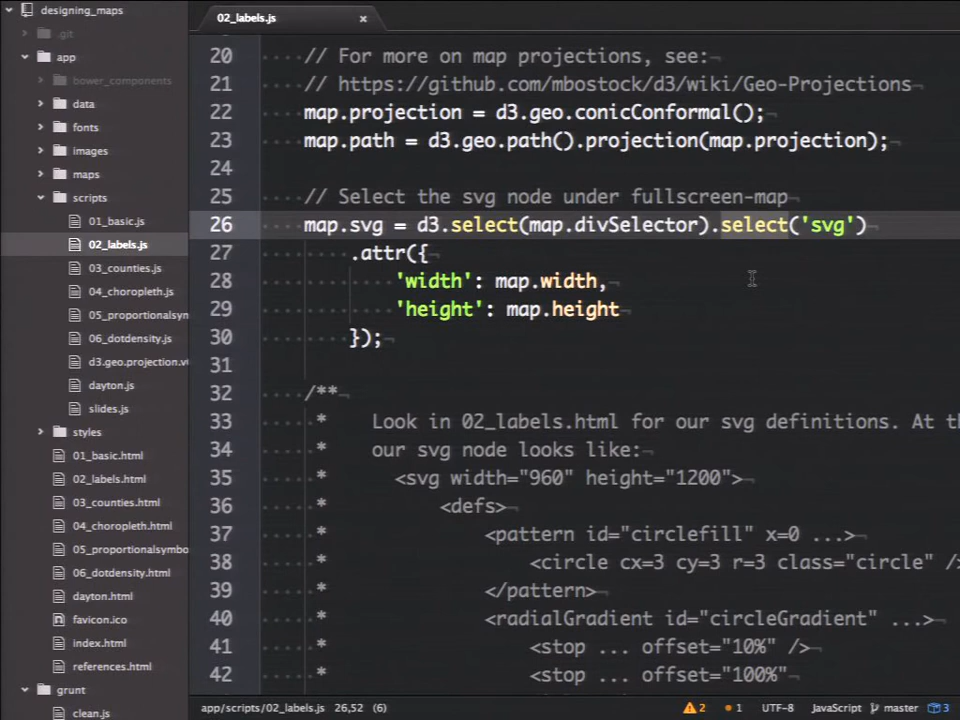 designing_maps
.git
app
bower_components
data
fonts
images
maps
scripts
01_basic.js
02_labels.js
03_counties.js
04_choropleth.js
05_proportionalsyn
06_dotdensity.js
d3.geo.projection.v
dayton.js
slides.js
styles
01_basic.html
02_labels.html
03_counties.html
04_choropleth.html
05_proportionalsymbo
06_dotdensity.html
dayton.html
favicon.ico
index.html
references.html
grunt
clean.js
02_labels.js ×
20 // For more on map projections, see:
21 // https://github.com/mbostock/d3/wiki/Geo-Projections
22 map.projection = d3.geo.conicConformal();
23 map.path = d3.geo.path().projection(map.projection);
24
25 // Select the svg node under fullscreen-map
26 map.svg = d3.select(map.divSelector).select('svg')
27 .attr({
28 'width': map.width,
29 'height': map.height
30 });
31
32 /**
33 * Look in 02_labels.html for our svg definitions. At th
34 * our svg node looks like:
35 * <svg width="960" height="1200">
36 * <defs>
37 * <pattern id="circlefill" x=0 ...>
38 * <circle cx=3 cy=3 r=3 class="circle" />
39 * </pattern>
40 * <radialGradient id="circleGradient" ...>
41 * <stop ... offset="10%" />
42 * <stop ... offset="100%"
app/scripts/02_labels.js 26,52 (6) 2 1 UTF-8 JavaScript master 3